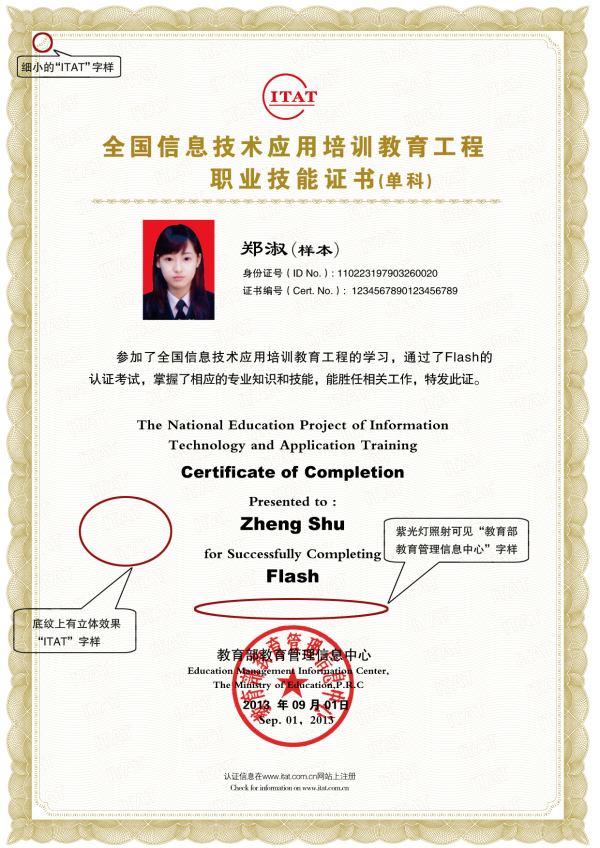 细小的“ITAT”字样
ITAT
全国信息技术应用培训教育工程
职业技能证书(单科)
郑淑(样本)
身份证号（ID No.）: 110223197903260020
证书编号（Cert. No.）: 1234567890123456789
参加了全国信息技术应用培训教育工程的学习，通过了Flash的
认证考试，掌握了相应的专业知识和技能，能胜任相关工作，特发此证。
The National Education Project of Information
Technology and Application Training
Certificate of Completion
Presented to :
Zheng Shu
for Successfully Completing
Flash
紫光灯照射可见“教育部
教育管理信息中心”字样
底纹上有立体效果
“ITAT”字样
教育部教育管理信息中心
教育部教育管理信息中心
Education Management Information Center,
The Ministry of Education,P.R.C
2013 年 09 月 01日
Sep. 01, 2013
认证信息在www.itat.com.cn网站上注册
Check for information on www.itat.com.cn